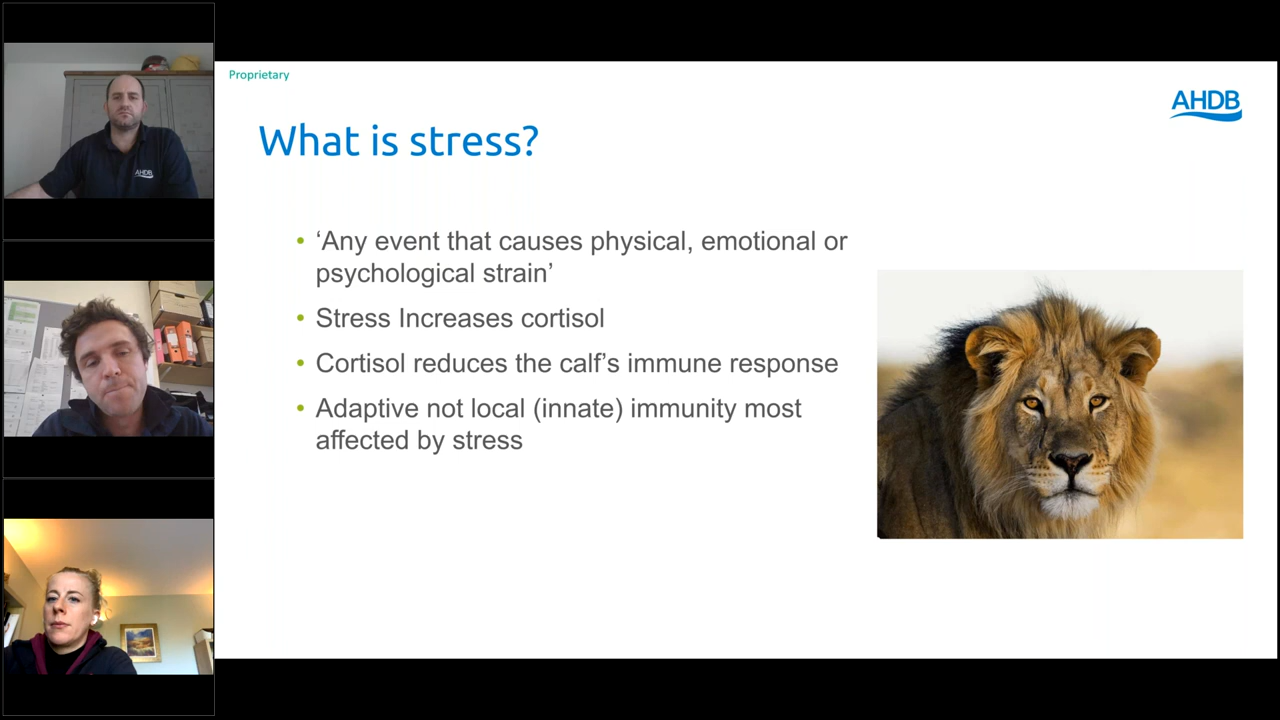 Proprietary
AHDB
What is stress?
• ‘Any event that causes physical, emotional or
psychological strain’
• Stress Increases cortisol
• Cortisol reduces the calf’s immune response
• Adaptive not local (innate) immunity most
affected by stress
AHDB